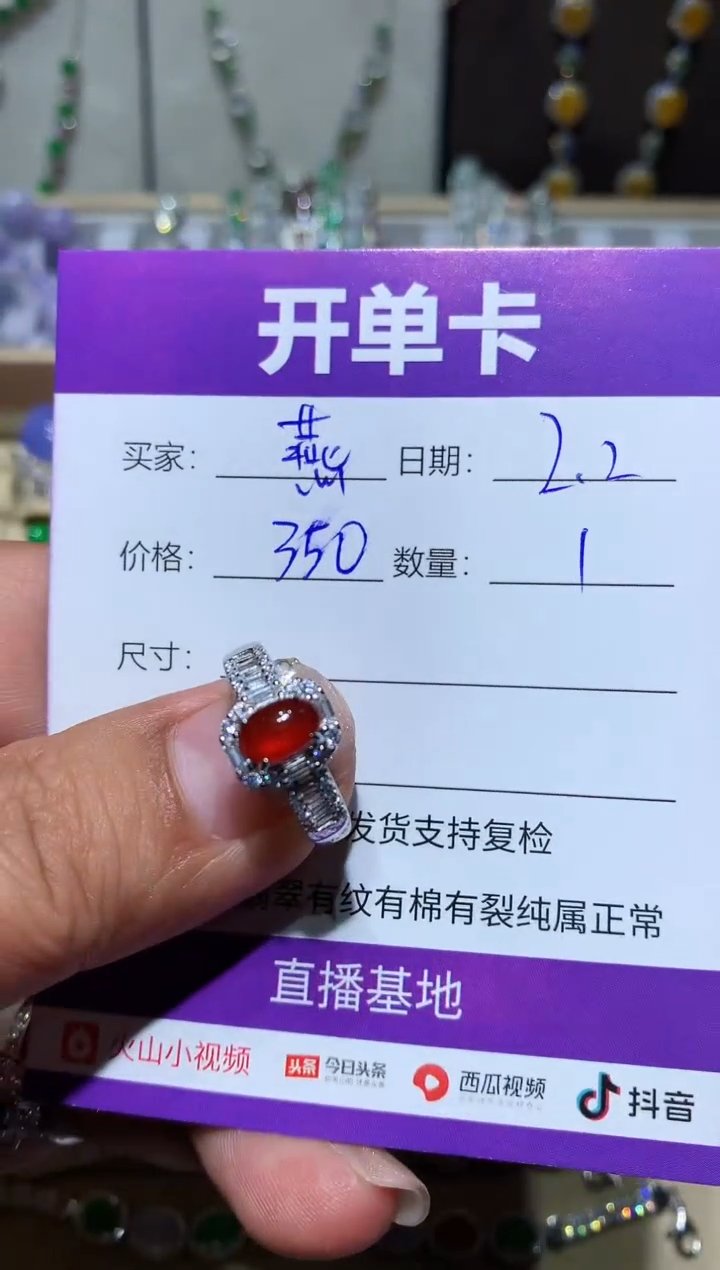 开单卡
买家： 燕 日期： 2.2
价格： 350 数量： 1
尺寸：
发货支持复检
翡翠有纹有棉有裂纯属正常
直播基地
火山小视频 头条 今日头条 西瓜视频 抖音